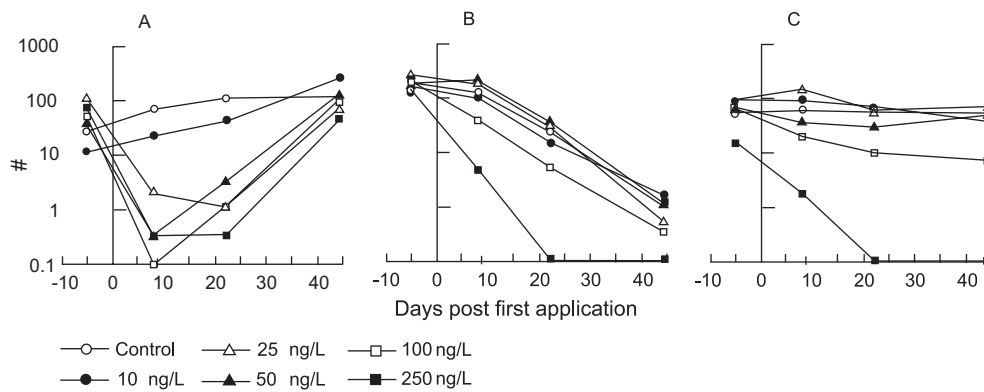 A B C
1000
100
10
1
0.1
#
-10 0 10 20 30 40 -10 0 10 20 30 40 -10 0 10 20 30 40
Days post first application
Control 25 ng/L 100 ng/L
10 ng/L 50 ng/L 250 ng/L